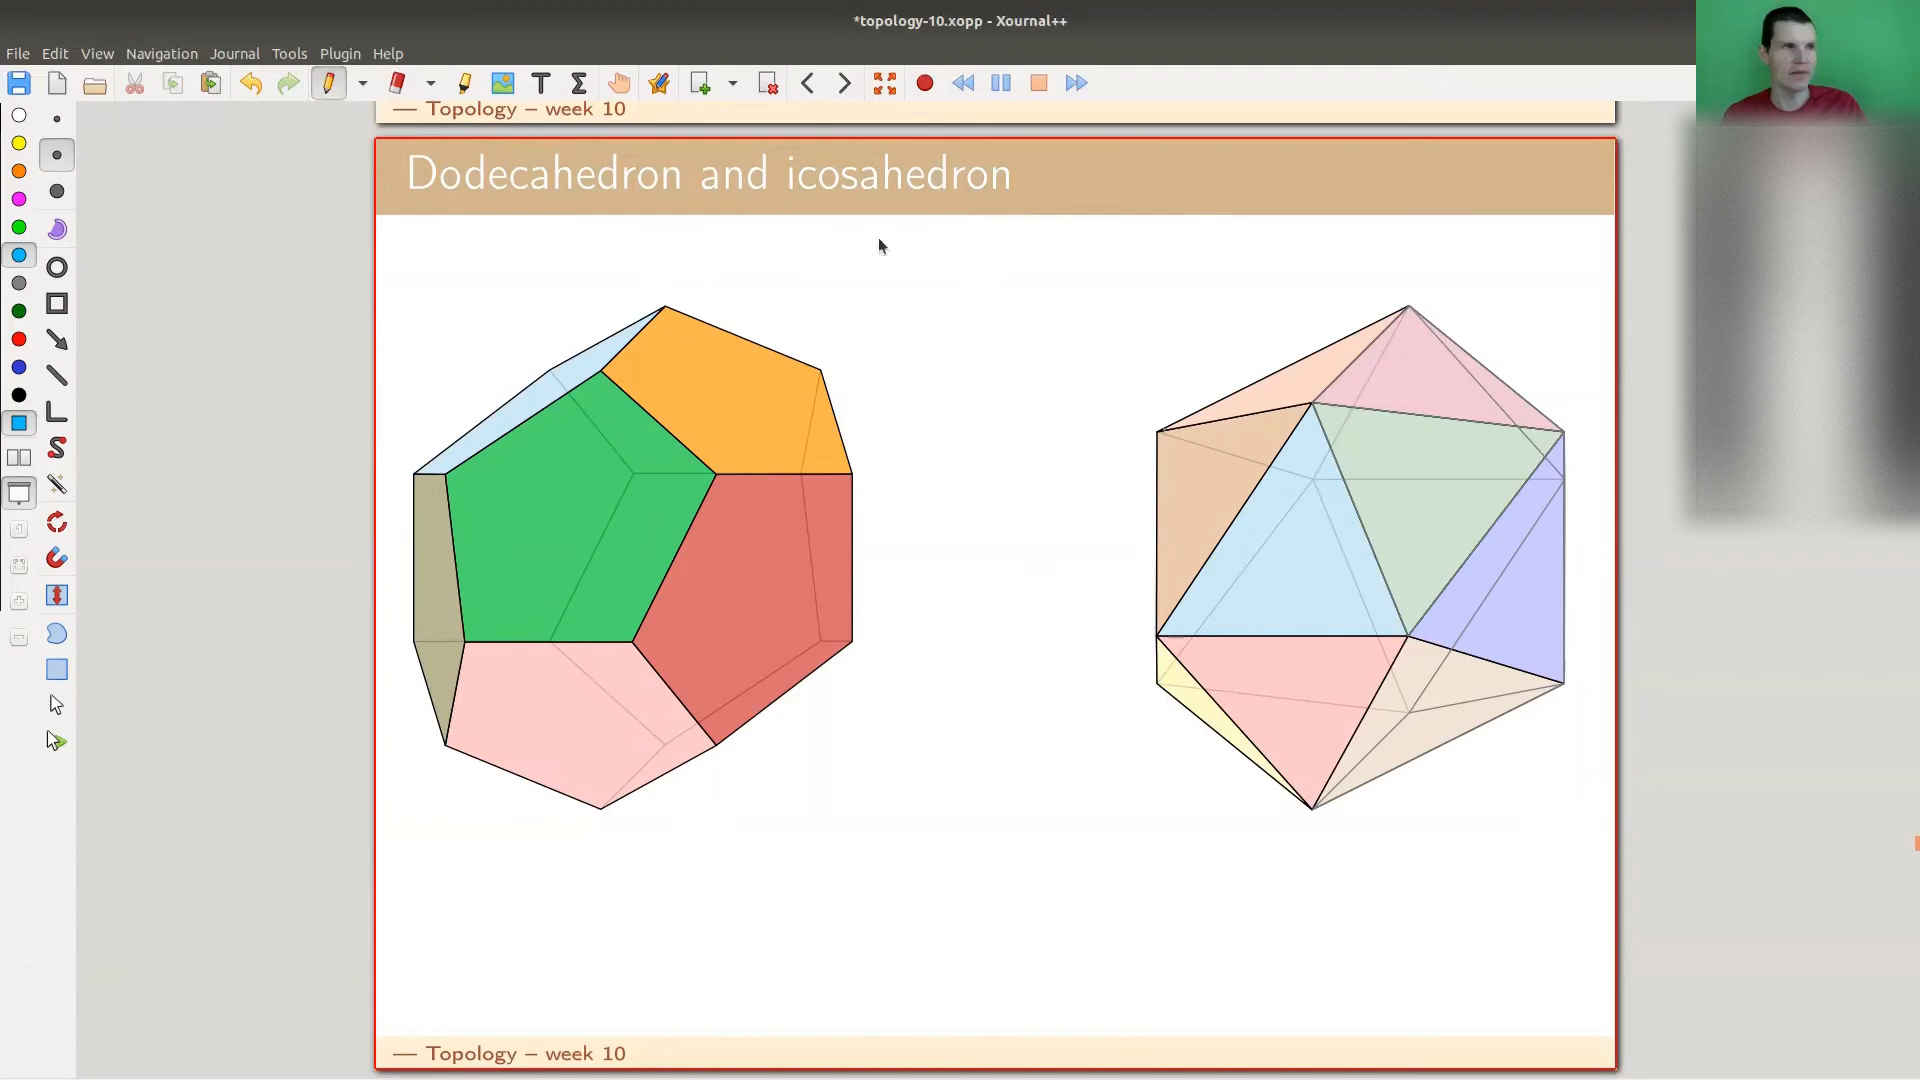 *topology-10.xopp - Xournal++
File Edit View Navigation Journal Tools Plugin Help
— Topology – week 10
Dodecahedron and icosahedron
— Topology – week 10